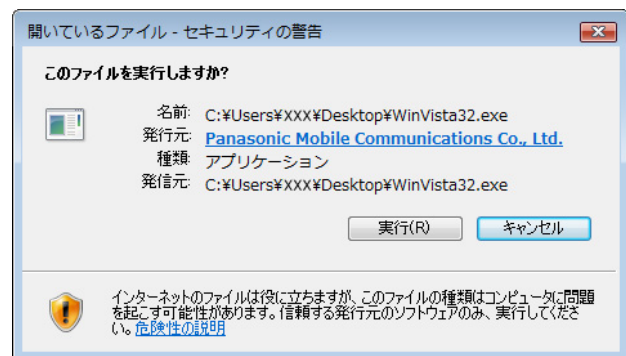 開いているファイル - セキュリティの警告
このファイルを実行しますか?
名前: C:¥Users¥XXX¥Desktop¥WinVista32.exe
発行元: Panasonic Mobile Communications Co., Ltd.
種類: アプリケーション
発信元: C:¥Users¥XXX¥Desktop¥WinVista32.exe
実行(R) キャンセル
インターネットのファイルは役に立ちますが、このファイルの種類はコンピュータに問題
を起こす可能性があります。信頼する発行元のソフトウェアのみ、実行してくださ
い。危険性の説明